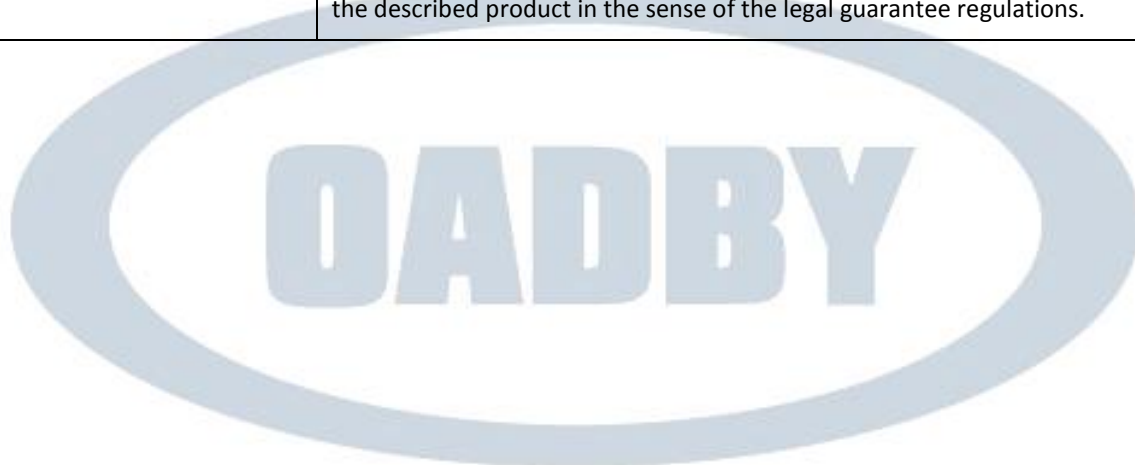 the described product in the sense of the legal guarantee regulations.
OADBY